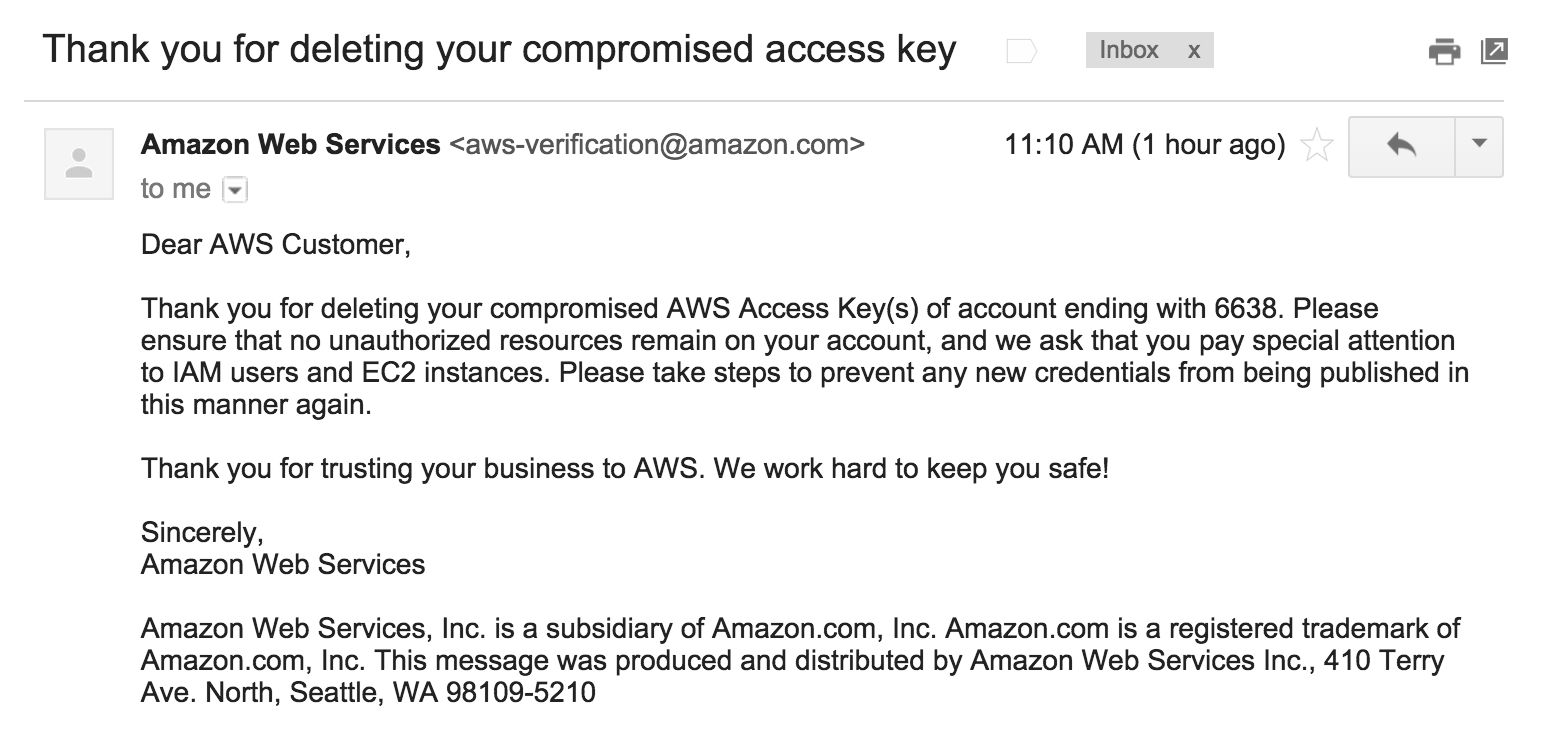 Thank you for deleting your compromised access key
Inbox x
Amazon Web Services <aws-verification@amazon.com>
11:10 AM (1 hour ago)
to me
Dear AWS Customer,
Thank you for deleting your compromised AWS Access Key(s) of account ending with 6638. Please
ensure that no unauthorized resources remain on your account, and we ask that you pay special attention
to IAM users and EC2 instances. Please take steps to prevent any new credentials from being published in
this manner again.
Thank you for trusting your business to AWS. We work hard to keep you safe!
Sincerely,
Amazon Web Services
Amazon Web Services, Inc. is a subsidiary of Amazon.com, Inc. Amazon.com is a registered trademark of
Amazon.com, Inc. This message was produced and distributed by Amazon Web Services Inc., 410 Terry
Ave. North, Seattle, WA 98109-5210